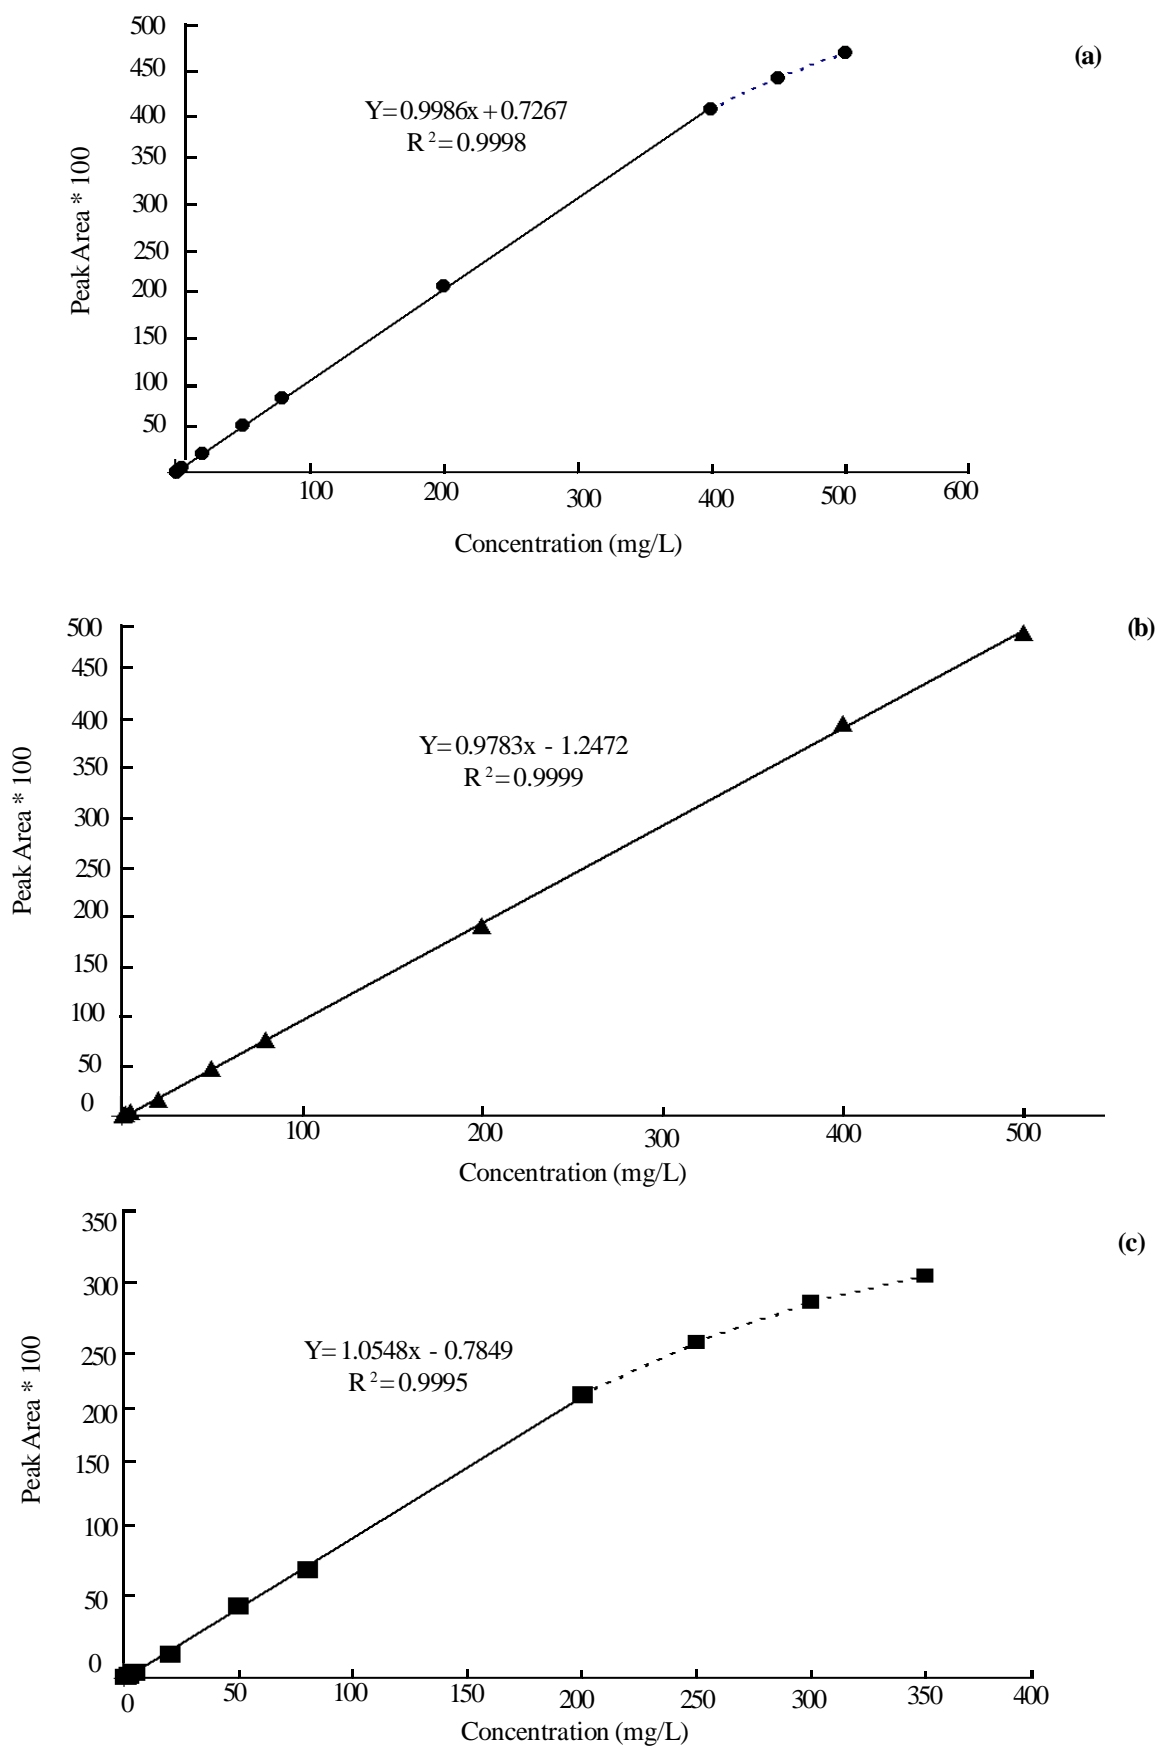 500
(a)
450
Y=0.9986x+0.7267
400
R²=0.9998
350
300
250
200
150
100
50
Peak Area * 100
100 200 300 400 500 600
Concentration (mg/L)
500
(b)
450
400
Y=0.9783x - 1.2472
350
R²=0.9999
300
250
200
150
100
50
0
Peak Area * 100
100 200 300 400 500
Concentration (mg/L)
350
(c)
300
250
Y=1.0548x - 0.7849
R²=0.9995
200
150
100
50
0
Peak Area * 100
0 50 100 150 200 250 300 350 400
Concentration (mg/L)